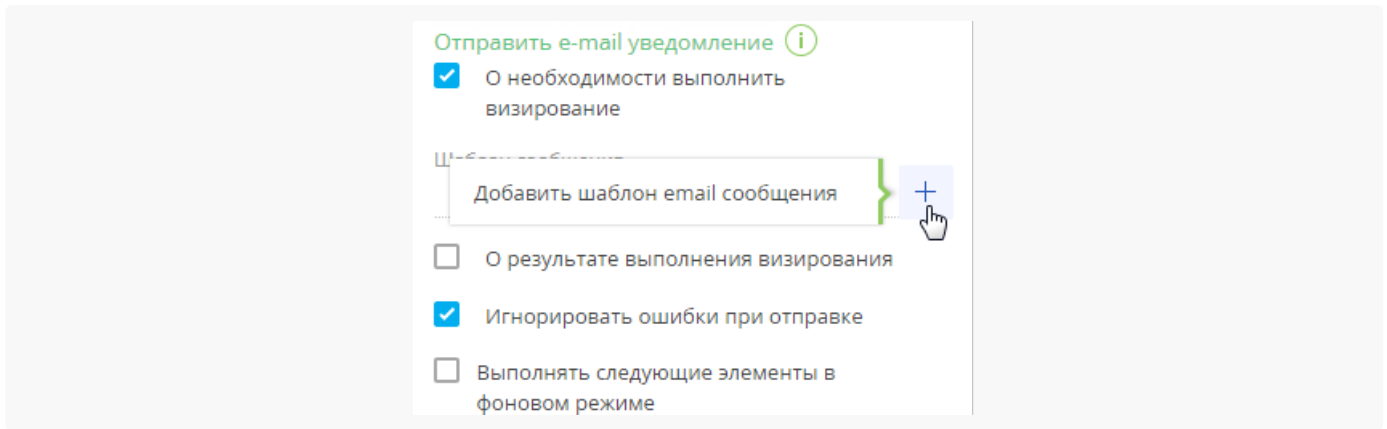 Отправить e-mail уведомление i
О необходимости выполнить
визирование
Добавить шаблон email сообщения
О результате выполнения визирования
Игнорировать ошибки при отправке
Выполнять следующие элементы в
фоновом режиме